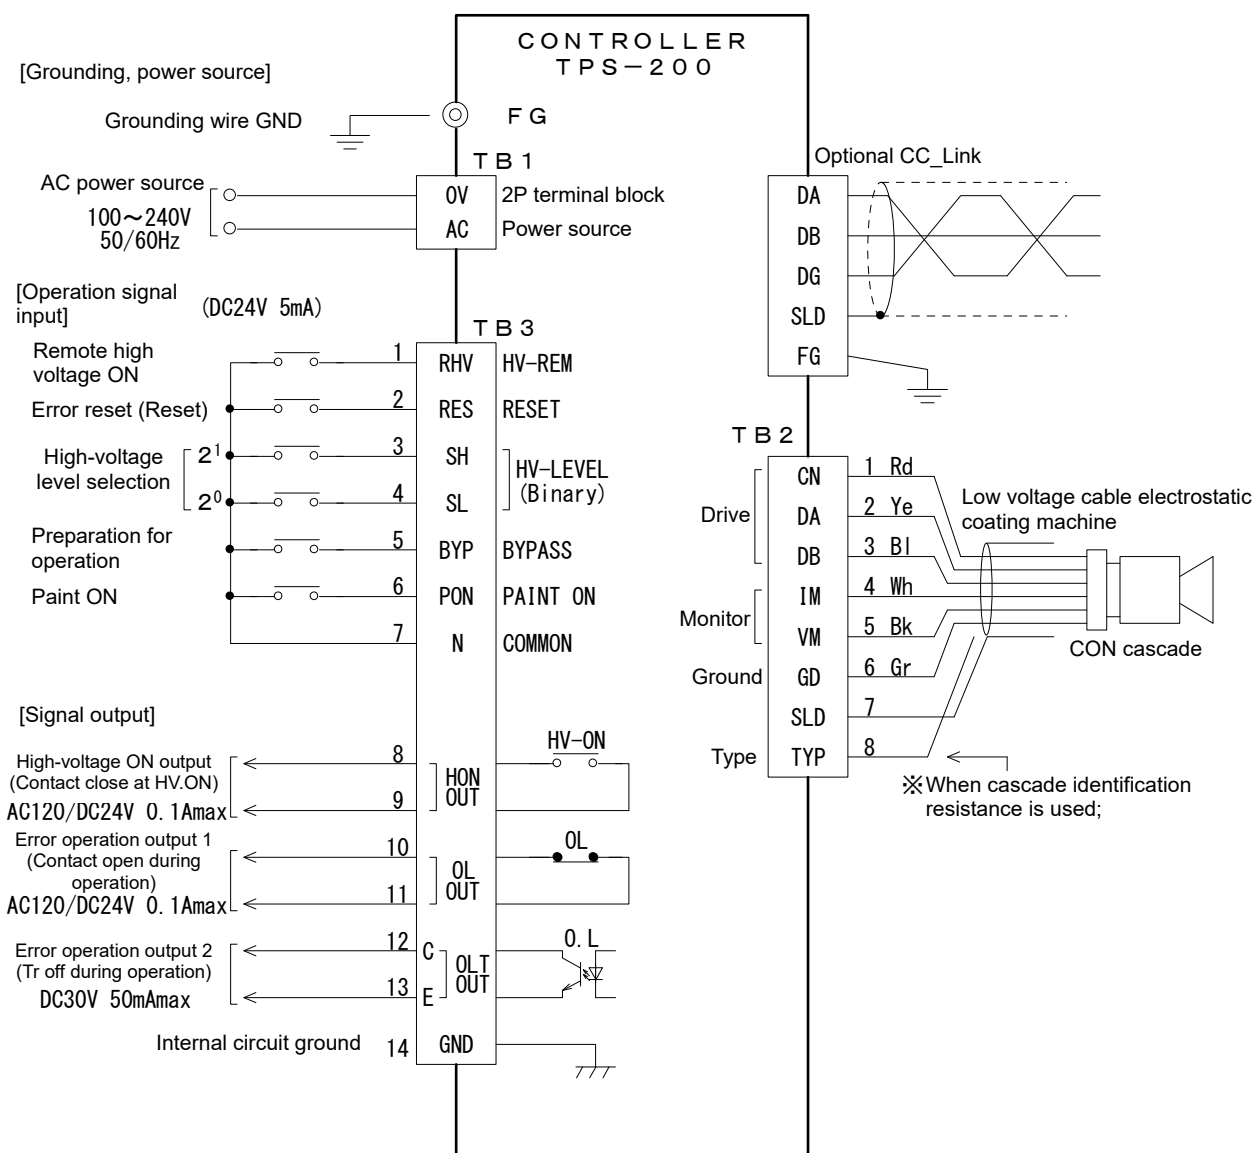 CONTROLLER
TPS-200
[Grounding, power source]
Grounding wire GND
FG
TB1
AC power source
100～240V
50/60Hz
0V
2P terminal block
AC
Power source
[Operation signal
input]
(DC24V 5mA)
TB3
Remote high
voltage ON
1
RHV
HV-REM
Error reset (Reset)
2
RES
RESET
High-voltage
level selection
2¹
3
SH
2⁰
4
SL
HV-LEVEL
(Binary)
Preparation for
operation
5
BYP
BYPASS
Paint ON
6
PON
PAINT ON
7
N
COMMON
[Signal output]
High-voltage ON output
(Contact close at HV.ON)
AC120/DC24V 0.1Amax
8
9
HON
OUT
HV-ON
Error operation output 1
(Contact open during
operation)
AC120/DC24V 0.1Amax
10
11
OL
OUT
OL
Error operation output 2
(Tr off during operation)
DC30V 50mAmax
12
C
13
E
OLT
OUT
O.L
Internal circuit ground
14
GND
Optional CC_Link
DA
DB
DG
SLD
FG
TB2
Drive
CN
1 Rd
DA
2 Ye
DB
3 Bl
Monitor
IM
4 Wh
VM
5 Bk
Ground
GD
6 Gr
SLD
7
Type
TYP
8
Low voltage cable electrostatic
coating machine
CON cascade
※When cascade identification
resistance is used;